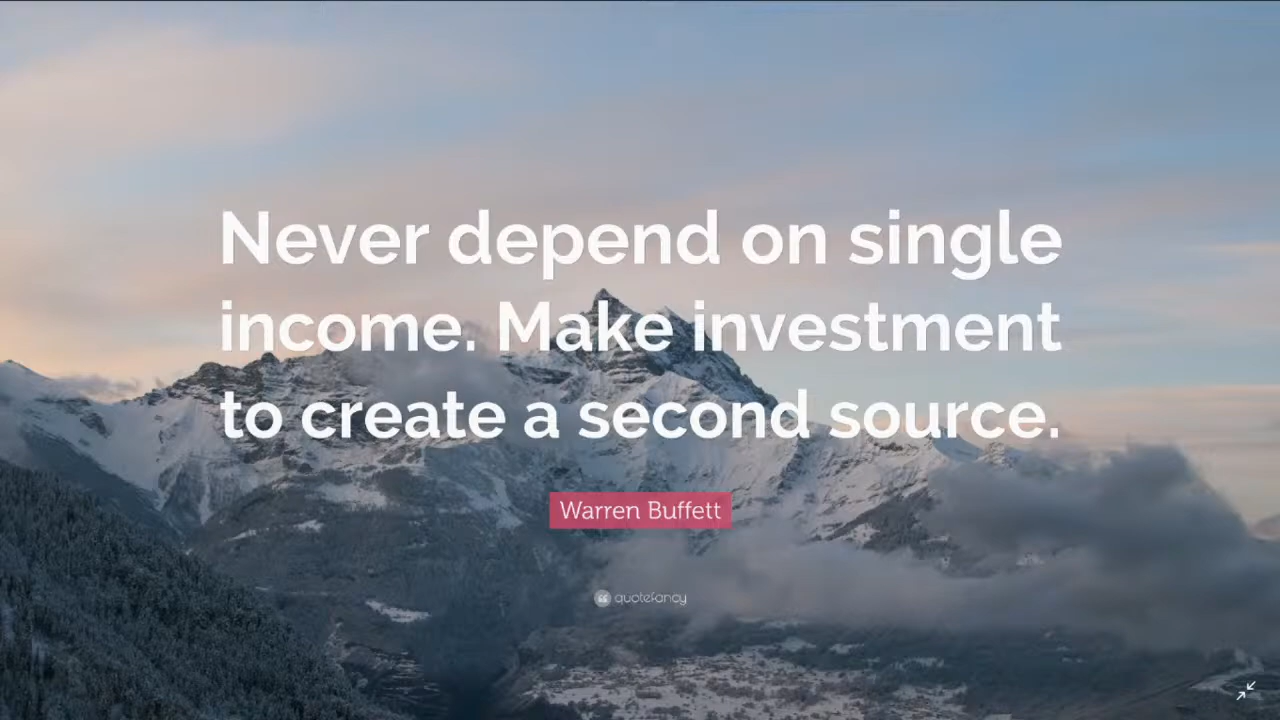 Never depend on single
income. Make investment
to create a second source.
Warren Buffett
quotefancy